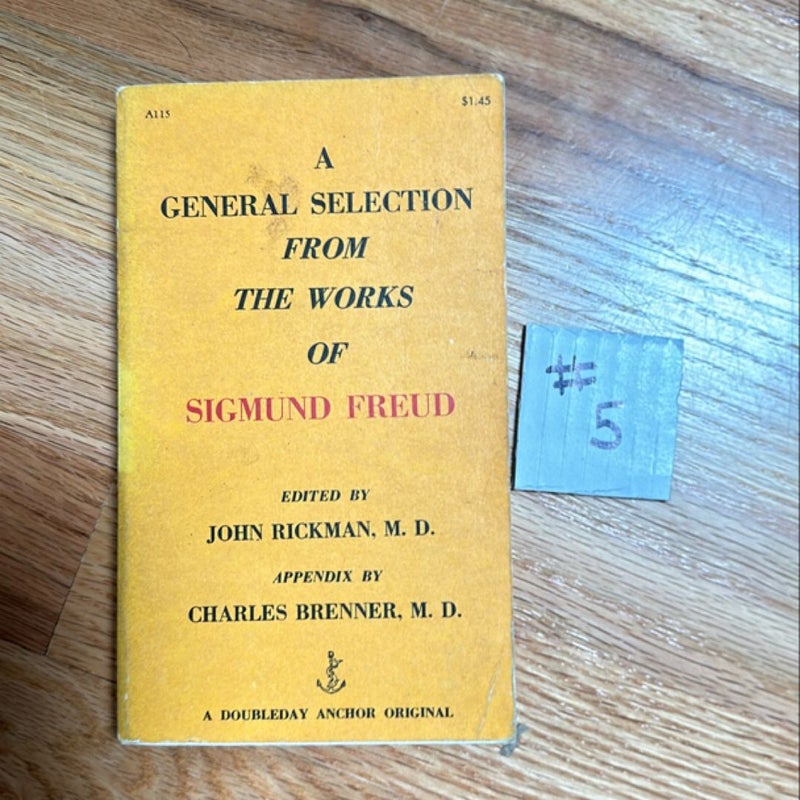 A115 $1.45
A
GENERAL SELECTION
FROM
THE WORKS
OF
SIGMUND FREUD
EDITED BY
JOHN RICKMAN, M. D.
APPENDIX BY
CHARLES BRENNER, M. D.
A DOUBLEDAY ANCHOR ORIGINAL
#
5